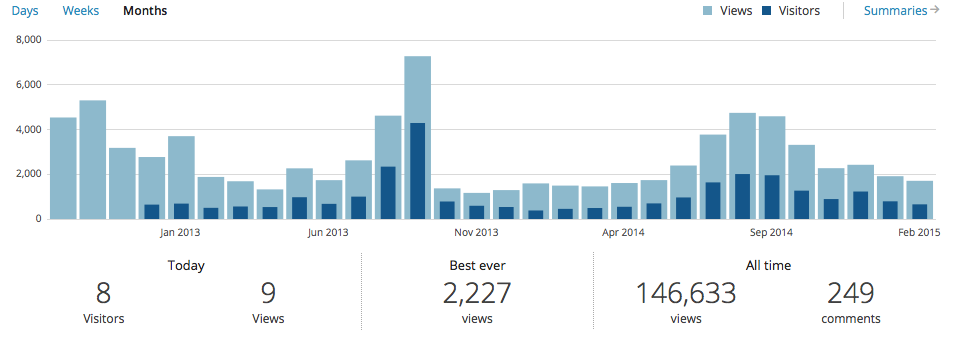 Days Weeks Months Views Visitors Summaries
8,000
6,000
4,000
2,000
0
Jan 2013 Jun 2013 Nov 2013 Apr 2014 Sep 2014 Feb 2015
Today Best ever All time
8 9 2,227 146,633 249
Visitors Views views views comments